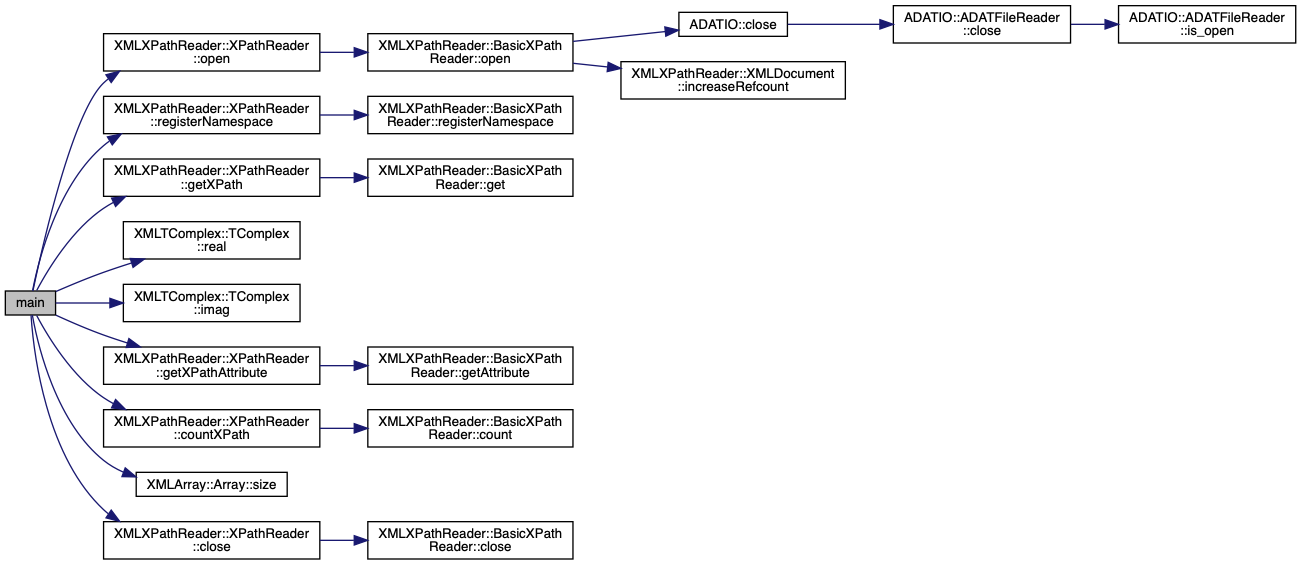 main
XMLXPathReader::XPathReader
::open
XMLXPathReader::BasicXPath
Reader::open
ADATIO::close
ADATIO::ADATFileReader
::close
ADATIO::ADATFileReader
::is_open
XMLXPathReader::XMLDocument
::increaseRefcount
XMLXPathReader::XPathReader
::registerNamespace
XMLXPathReader::BasicXPath
Reader::registerNamespace
XMLXPathReader::XPathReader
::getXPath
XMLXPathReader::BasicXPath
Reader::get
XMLTComplex::TComplex
::real
XMLTComplex::TComplex
::imag
XMLXPathReader::XPathReader
::getXPathAttribute
XMLXPathReader::BasicXPath
Reader::getAttribute
XMLXPathReader::XPathReader
::countXPath
XMLXPathReader::BasicXPath
Reader::count
XMLArray::Array::size
XMLXPathReader::XPathReader
::close
XMLXPathReader::BasicXPath
Reader::close